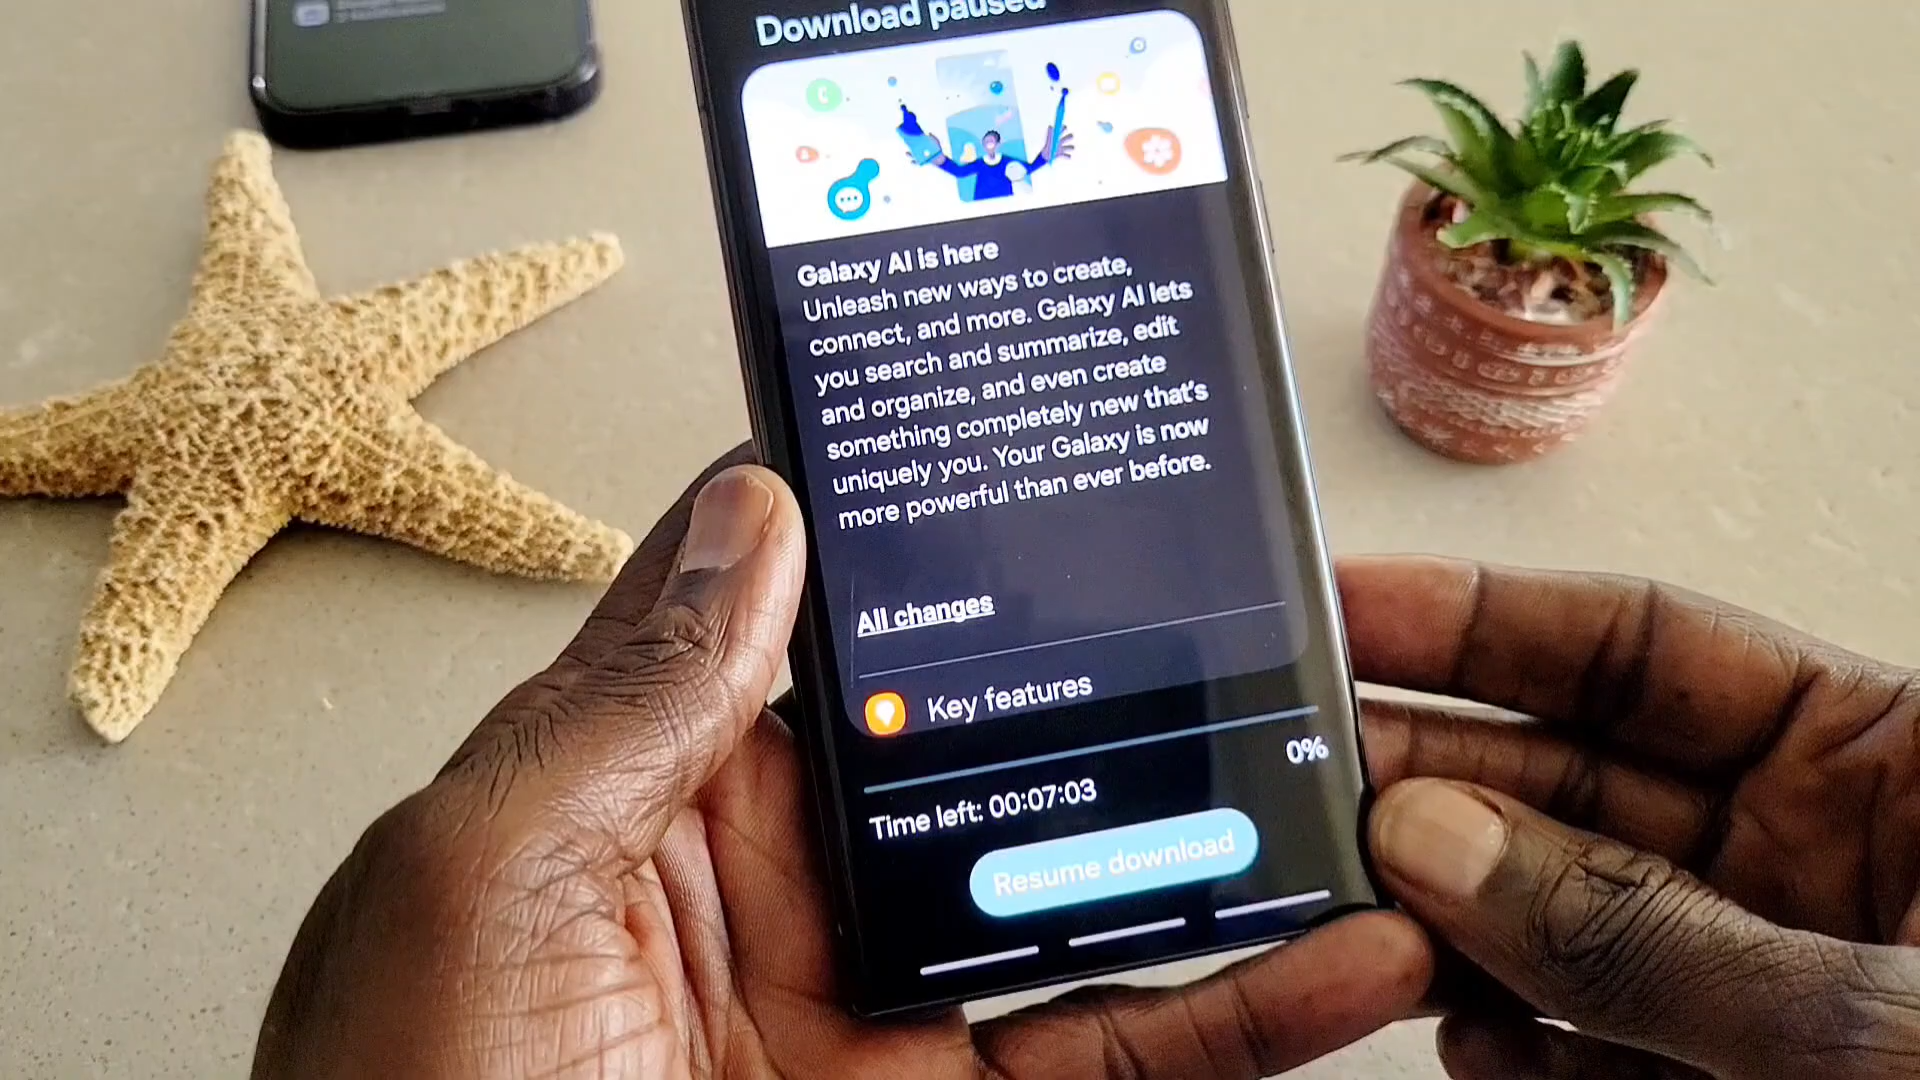 Download paused
Galaxy AI is here
Unleash new ways to create,
connect, and more. Galaxy AI lets
you search and summarize, edit
and organize, and even create
something completely new that's
uniquely you. Your Galaxy is now
more powerful than ever before.
All changes
Key features
0%
Time left: 00:07:03
Resume download